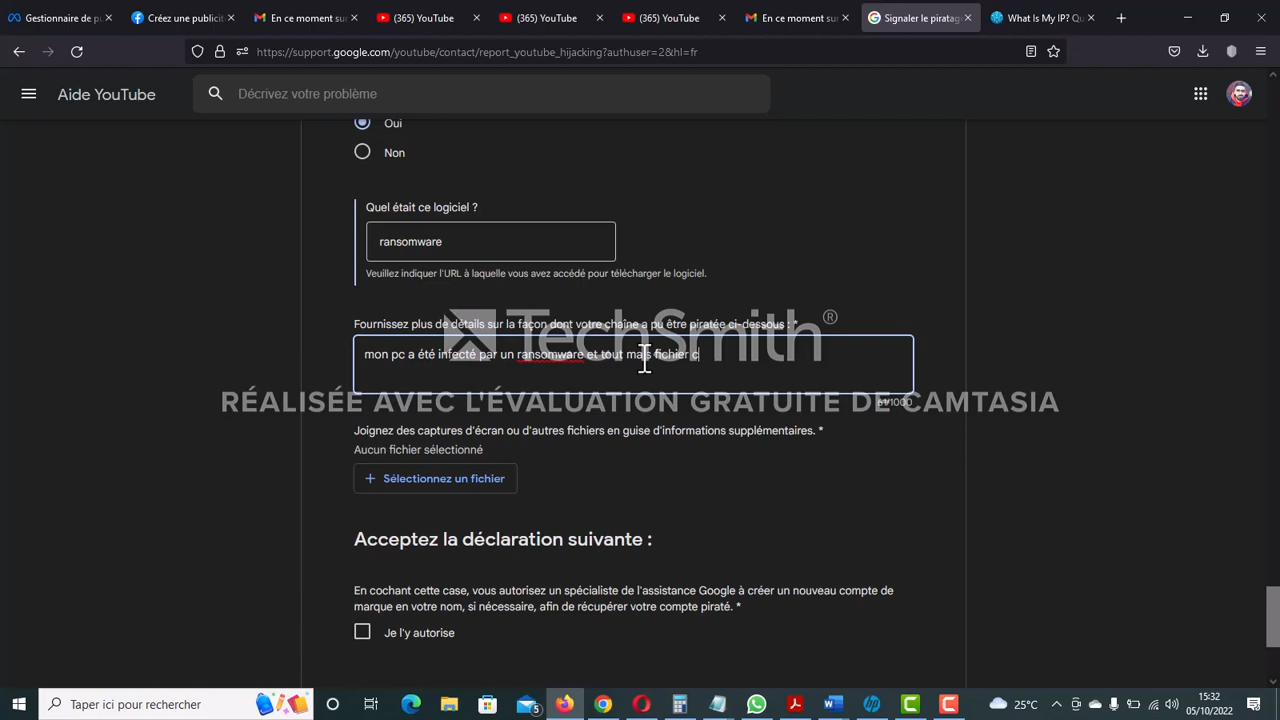 Gestionnaire de pu
Créez une publicit
En ce moment sur
(365) YouTube
(365) YouTube
(365) YouTube
En ce moment sur
Signaler le piratag
What Is My IP? Qu
https://support.google.com/youtube/contact/report_youtube_hijacking?authuser=2&hl=fr
Aide YouTube
Décrivez votre problème
Oui
Non
Quel était ce logiciel ?
ransomware
Veuillez indiquer l'URL à laquelle vous avez accédé pour télécharger le logiciel.
Fournissez plus de détails sur la façon dont votre chaîne a pu être piratée ci-dessous : *
TechSmith®
mon pc a été infecté par un ransomware et tout mais fichier c
RÉALISÉE AVEC L'ÉVALUATION GRATUITE DE CAMTASIA
61/1000
Joignez des captures d'écran ou d'autres fichiers en guise d'informations supplémentaires. *
Aucun fichier sélectionné
+ Sélectionnez un fichier
Acceptez la déclaration suivante :
En cochant cette case, vous autorisez un spécialiste de l'assistance Google à créer un nouveau compte de
marque en votre nom, si nécessaire, afin de récupérer votre compte piraté. *
Je l'y autorise
Taper ici pour rechercher
5
25°C
15:32
05/10/2022